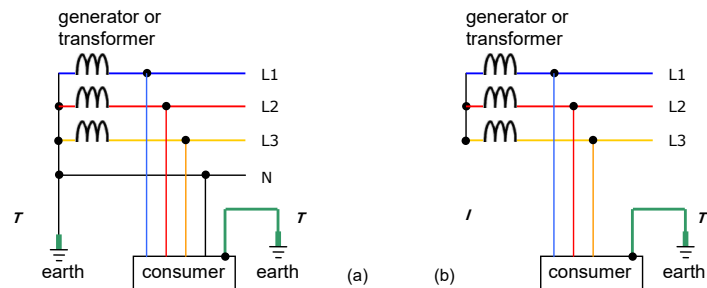 generator or
transformer
L1
L2
L3
N
T
T
earth
consumer
earth
(a)
generator or
transformer
L1
L2
L3
I
T
(b)
consumer
earth